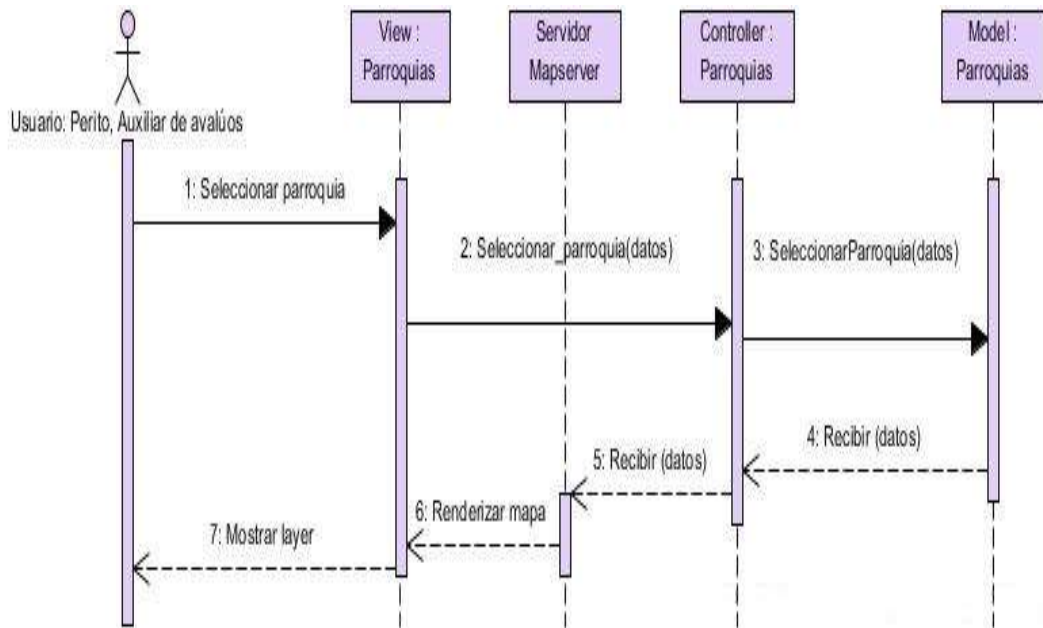 View :
Parroquias
Servidor
Mapserver
Controller :
Parroquias
Model :
Parroquias
Usuario: Perito, Auxiliar de avalúos
1: Seleccionar parroquia
2: Seleccionar_parroquia(datos)
3: SeleccionarParroquia(datos)
4: Recibir (datos)
5: Recibir (datos)
6: Renderizar mapa
7: Mostrar layer